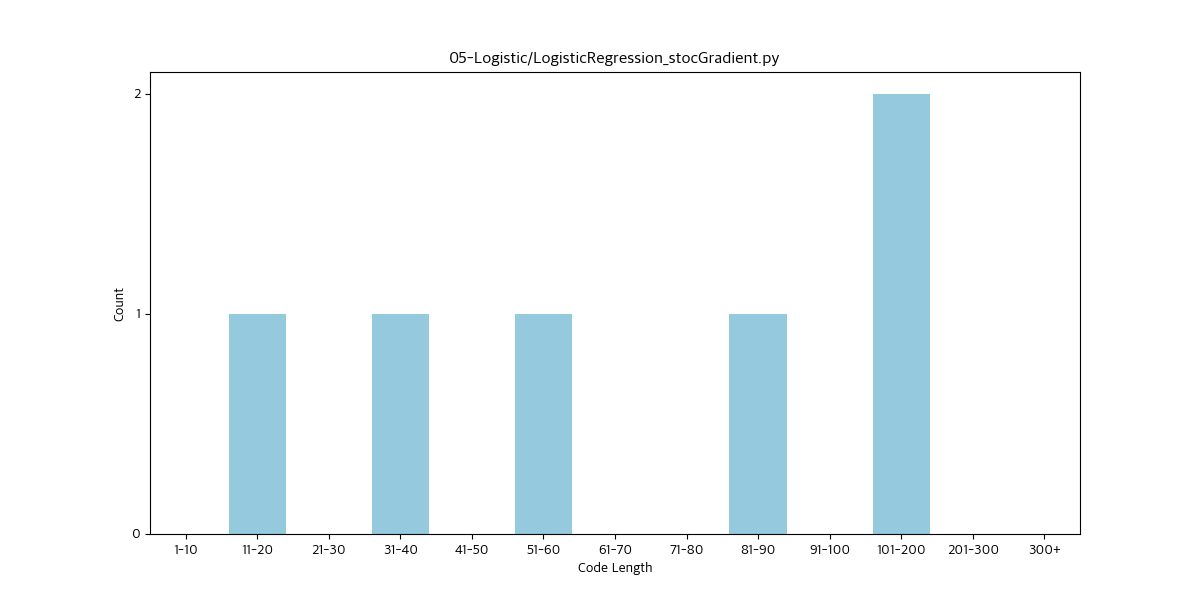 05-Logistic/LogisticRegression_stocGradient.py
Count
2
1
0
1-10 11-20 21-30 31-40 41-50 51-60 61-70 71-80 81-90 91-100 101-200 201-300 300+
Code Length